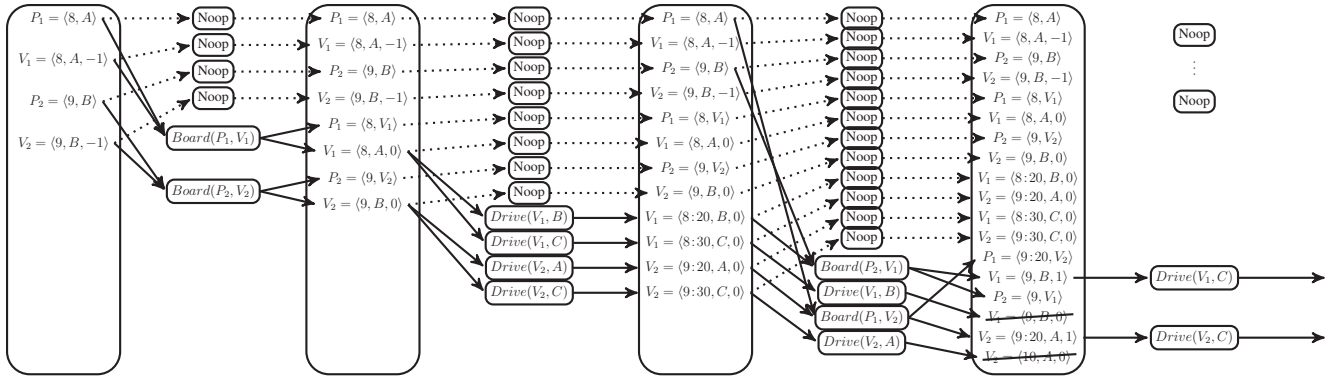 P₁ = ⟨8, A⟩
V₁ = ⟨8, A, −1⟩
P₂ = ⟨9, B⟩
V₂ = ⟨9, B, −1⟩
Noop
Noop
Noop
Noop
Board(P₁, V₁)
Board(P₂, V₂)
P₁ = ⟨8, A⟩
V₁ = ⟨8, A, −1⟩
P₂ = ⟨9, B⟩
V₂ = ⟨9, B, −1⟩
P₁ = ⟨8, V₁⟩
V₁ = ⟨8, A, 0⟩
P₂ = ⟨9, V₂⟩
V₂ = ⟨9, B, 0⟩
Noop
Noop
Noop
Noop
Noop
Noop
Noop
Noop
Drive(V₁, B)
Drive(V₁, C)
Drive(V₂, A)
Drive(V₂, C)
P₁ = ⟨8, A⟩
V₁ = ⟨8, A, −1⟩
P₂ = ⟨9, B⟩
V₂ = ⟨9, B, −1⟩
P₁ = ⟨8, V₁⟩
V₁ = ⟨8, A, 0⟩
P₂ = ⟨9, V₂⟩
V₂ = ⟨9, B, 0⟩
V₁ = ⟨8:20, B, 0⟩
V₁ = ⟨8:30, C, 0⟩
V₂ = ⟨9:20, A, 0⟩
V₂ = ⟨9:30, C, 0⟩
Noop
Noop
Noop
Noop
Noop
Noop
Noop
Noop
Noop
Noop
Noop
Noop
Board(P₂, V₁)
Drive(V₁, B)
Board(P₁, V₂)
Drive(V₂, A)
P₁ = ⟨8, A⟩
V₁ = ⟨8, A, −1⟩
P₂ = ⟨9, B⟩
V₂ = ⟨9, B, −1⟩
P₁ = ⟨8, V₁⟩
V₁ = ⟨8, A, 0⟩
P₂ = ⟨9, V₂⟩
V₂ = ⟨9, B, 0⟩
V₁ = ⟨8:20, B, 0⟩
V₂ = ⟨9:20, A, 0⟩
V₁ = ⟨8:30, C, 0⟩
V₂ = ⟨9:30, C, 0⟩
P₁ = ⟨9:20, V₂⟩
V₁ = ⟨9, B, 1⟩
P₂ = ⟨9, V₁⟩
V₁ = ⟨9, B, 0⟩
V₂ = ⟨9:20, A, 1⟩
V₂ = ⟨10, A, 0⟩
Noop
⋮
Noop
Drive(V₁, C)
Drive(V₂, C)